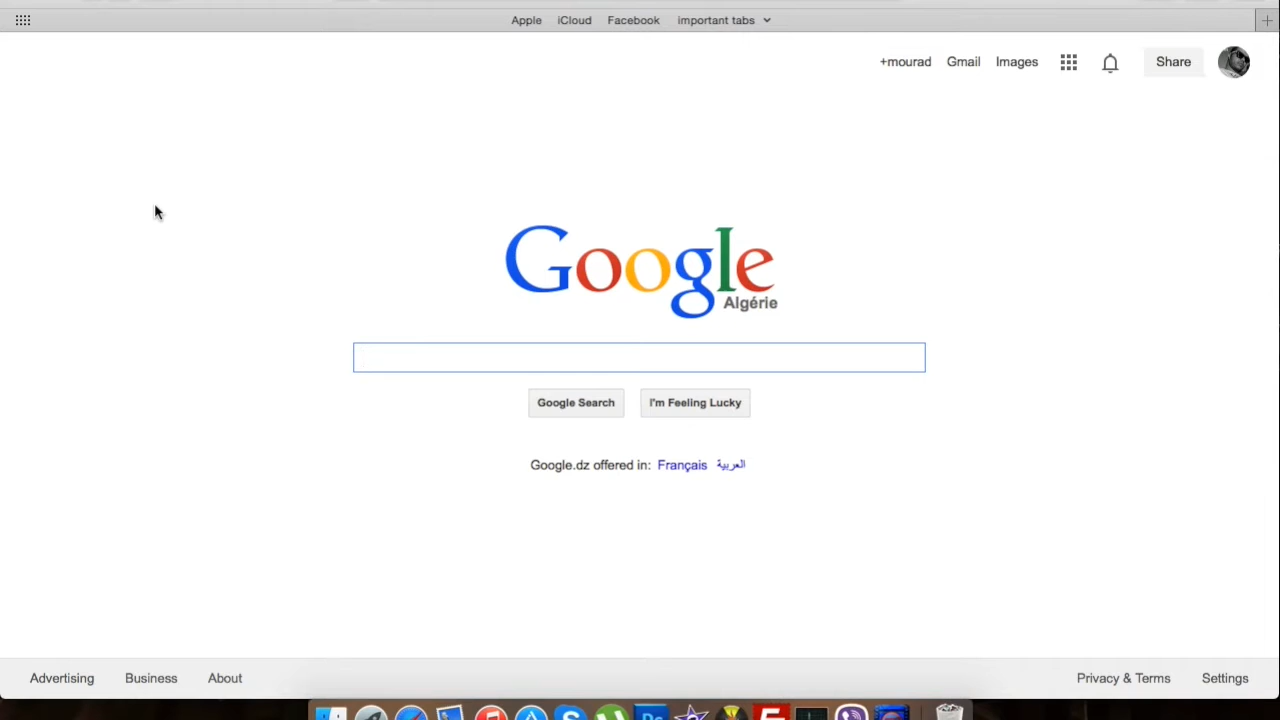 Apple iCloud Facebook important tabs
+mourad Gmail Images Share
Google
Algérie
Google Search I'm Feeling Lucky
Google.dz offered in: Français العربية
Advertising Business About Privacy & Terms Settings
Ps